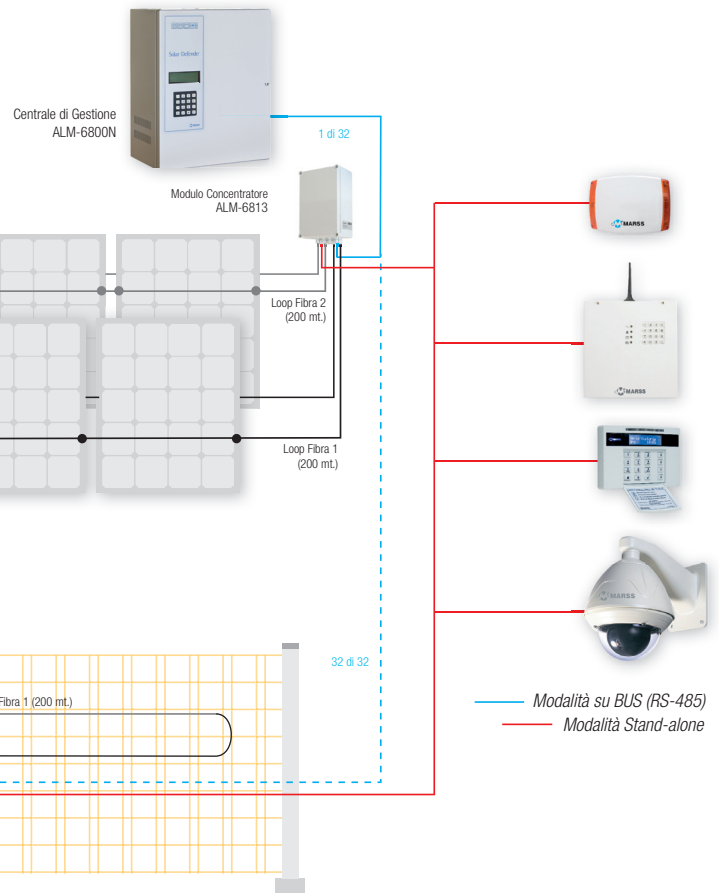 Solar Defender
Centrale di Gestione
ALM-6800N
1 di 32
Modulo Concentratore
ALM-6813
MARSS
Loop Fibra 2
(200 mt.)
MARSS
Loop Fibra 1
(200 mt.)
MARSS
32 di 32
Fibra 1 (200 mt.)
Modalità su BUS (RS-485)
Modalità Stand-alone